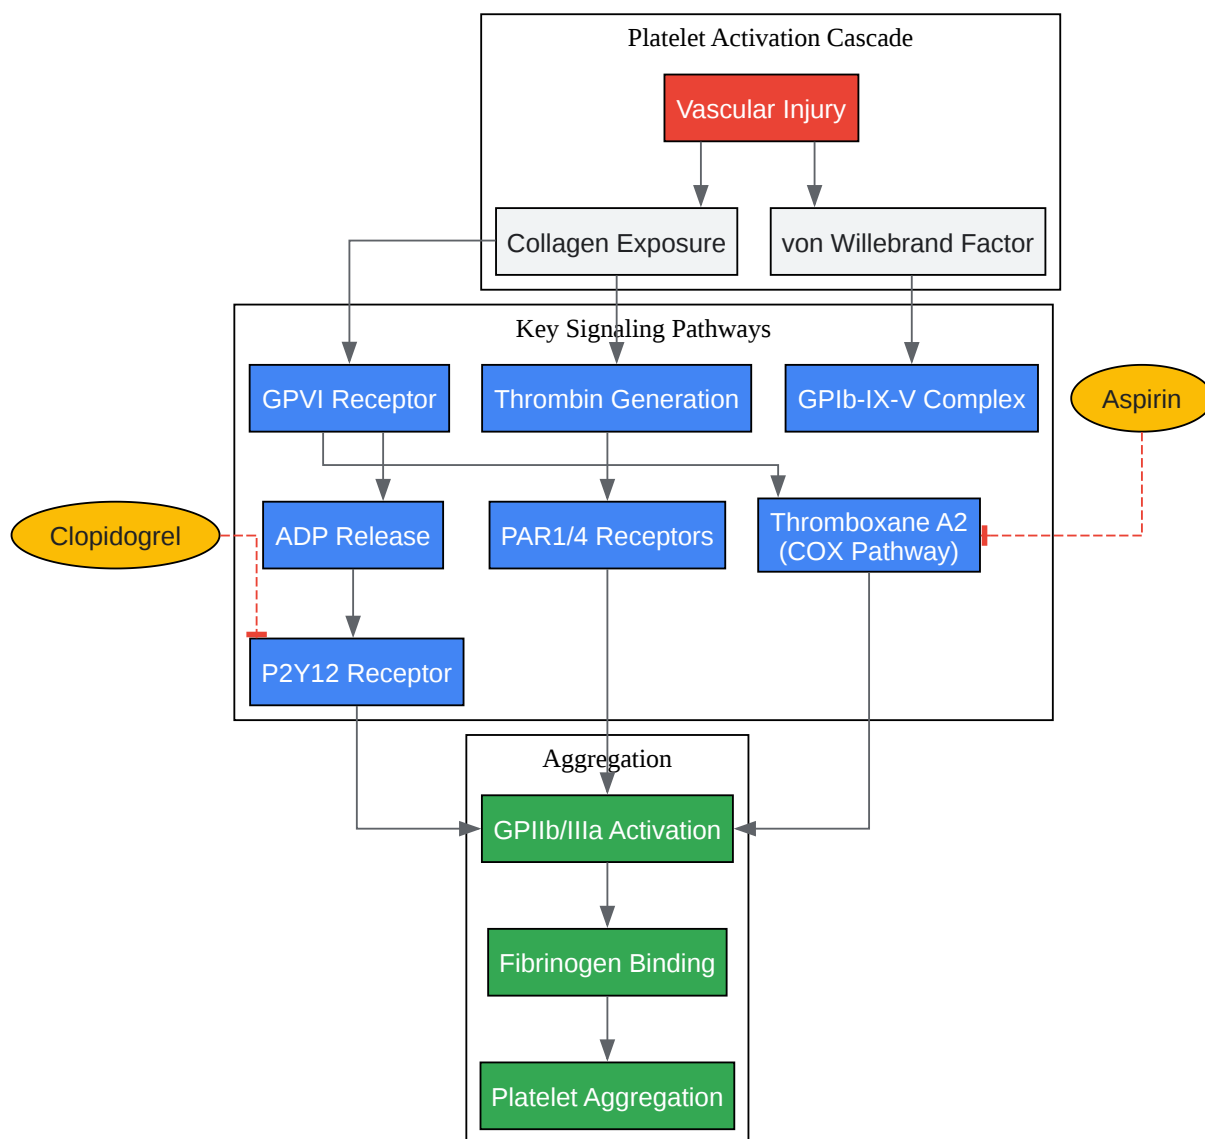 Platelet Activation Cascade
Vascular Injury
Collagen Exposure
von Willebrand Factor
Key Signaling Pathways
GPVI Receptor
Thrombin Generation
GPIb-IX-V Complex
Aspirin
Clopidogrel
ADP Release
PAR1/4 Receptors
Thromboxane A2
(COX Pathway)
P2Y12 Receptor
Aggregation
GPIIb/IIIa Activation
Fibrinogen Binding
Platelet Aggregation